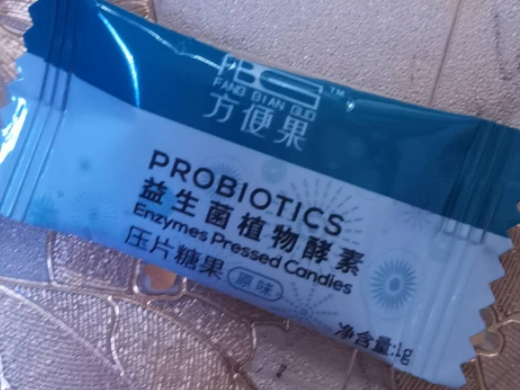 FANG BIAN GUO
TM
方便果
PROBIOTICS
益生菌植物酵素
Enzymes Pressed Candies
压片糖果 原味
净含量:1g